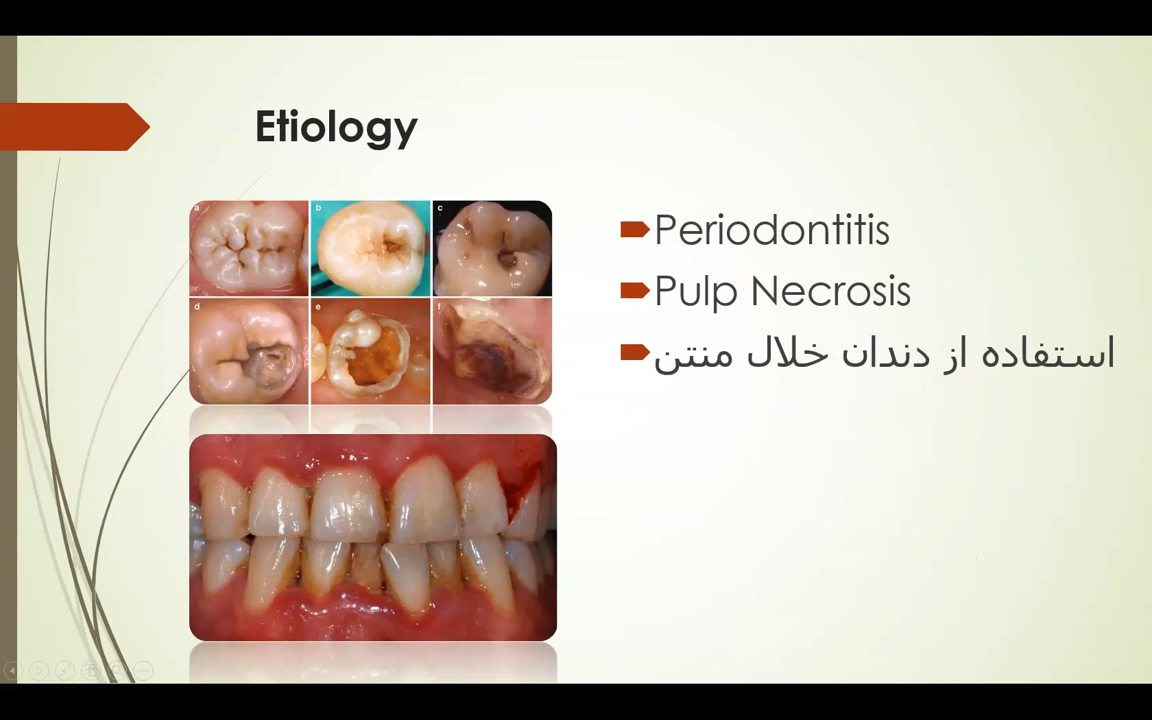 Etiology
a b c
d e f
Periodontitis
Pulp Necrosis
استفاده از دندان خلال منتن